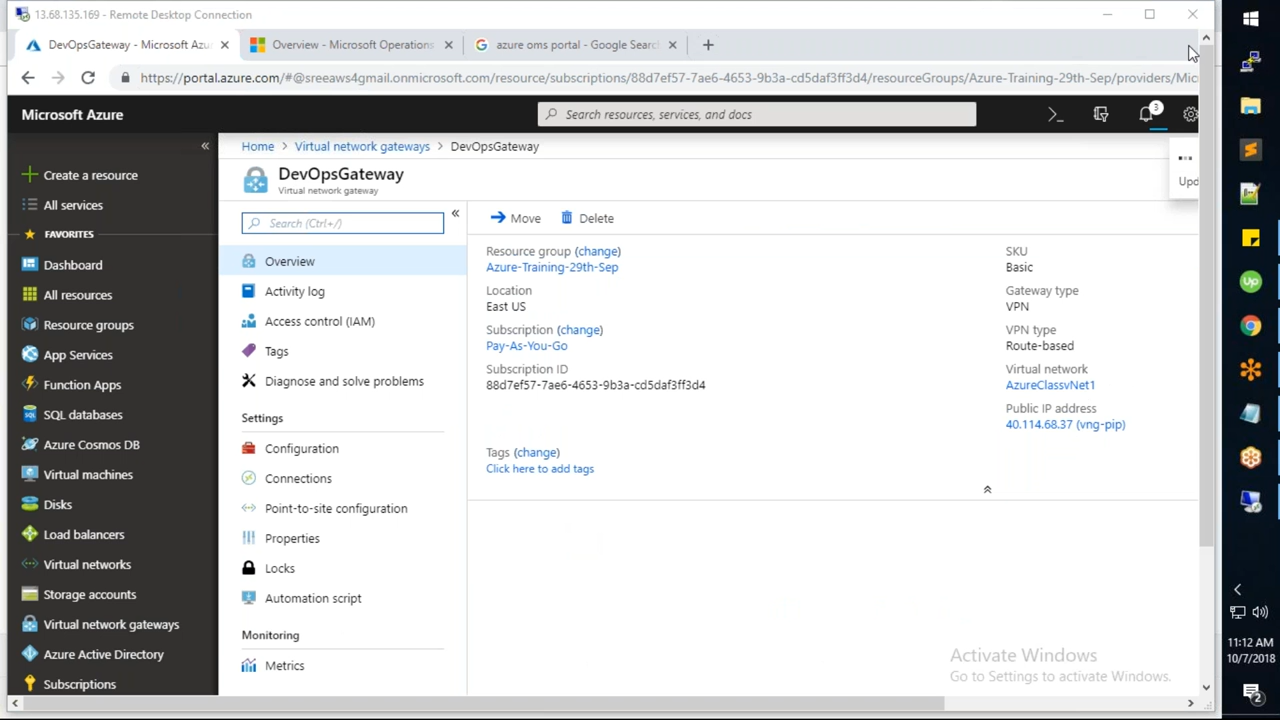 13.68.135.169 - Remote Desktop Connection
DevOpsGateway - Microsoft Azu
Overview - Microsoft Operations
azure oms portal - Google Search
https://portal.azure.com/#@sreeaws4gmail.onmicrosoft.com/resource/subscriptions/88d7ef57-7ae6-4653-9b3a-cd5daf3ff3d4/resourceGroups/Azure-Training-29th-Sep/providers/Mic
Microsoft Azure
Search resources, services, and docs
3
Home > Virtual network gateways > DevOpsGateway
DevOpsGateway
Virtual network gateway
Upd
Create a resource
All services
FAVORITES
Dashboard
All resources
Resource groups
App Services
Function Apps
SQL databases
Azure Cosmos DB
Virtual machines
Disks
Load balancers
Virtual networks
Storage accounts
Virtual network gateways
Azure Active Directory
Subscriptions
Search (Ctrl+/)
Overview
Activity log
Access control (IAM)
Tags
Diagnose and solve problems
Settings
Configuration
Connections
Point-to-site configuration
Properties
Locks
Automation script
Monitoring
Metrics
Move
Delete
Resource group (change)
Azure-Training-29th-Sep
Location
East US
Subscription (change)
Pay-As-You-Go
Subscription ID
88d7ef57-7ae6-4653-9b3a-cd5daf3ff3d4
Tags (change)
Click here to add tags
SKU
Basic
Gateway type
VPN
VPN type
Route-based
Virtual network
AzureClassvNet1
Public IP address
40.114.68.37 (vng-pip)
Activate Windows
Go to Settings to activate Windows.
Up
11:12 AM
10/7/2018
2